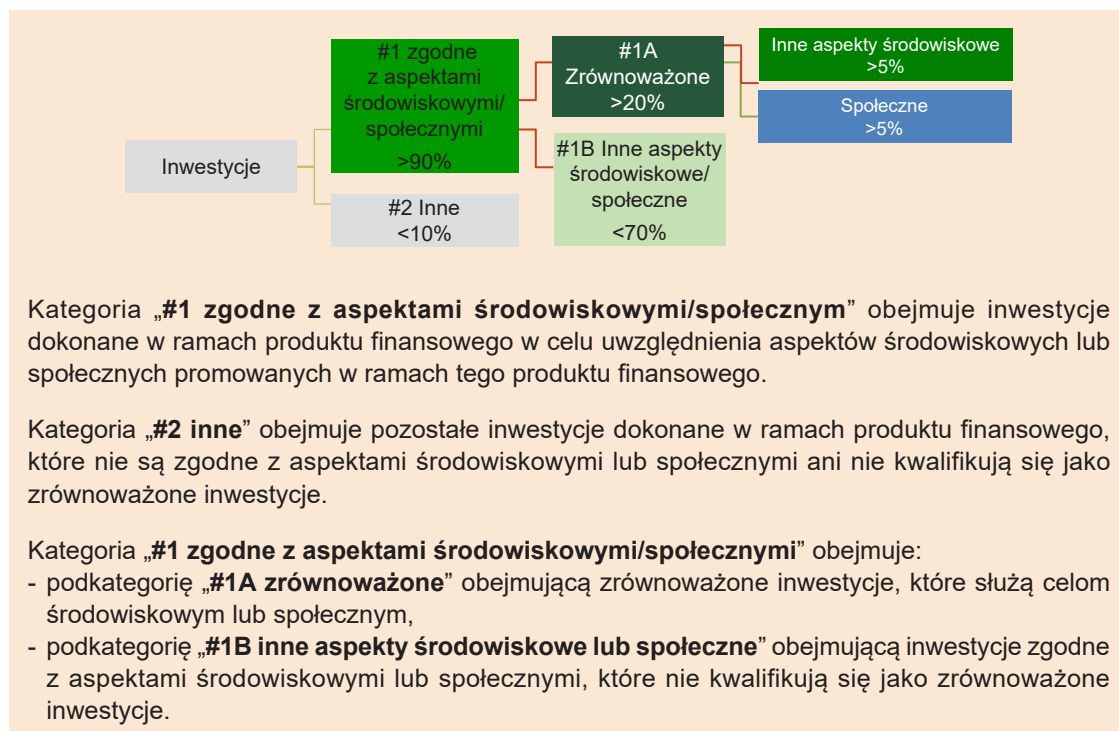 Inwestycje
#1 zgodne
z aspektami
środowiskowymi/
społecznymi
>90%
#2 Inne
<10%
#1A
Zrównoważone
>20%
#1B Inne aspekty
środowiskowe/
społeczne
<70%
Inne aspekty środowiskowe
>5%
Społeczne
>5%
Kategoria „#1 zgodne z aspektami środowiskowymi/społecznym” obejmuje inwestycje
dokonane w ramach produktu finansowego w celu uwzględnienia aspektów środowiskowych lub
społecznych promowanych w ramach tego produktu finansowego.
Kategoria „#2 inne” obejmuje pozostałe inwestycje dokonane w ramach produktu finansowego,
które nie są zgodne z aspektami środowiskowymi lub społecznymi ani nie kwalifikują się jako
zrównoważone inwestycje.
Kategoria „#1 zgodne z aspektami środowiskowymi/społecznymi” obejmuje:
- podkategorię „#1A zrównoważone” obejmującą zrównoważone inwestycje, które służą celom
środowiskowym lub społecznym,
- podkategorię „#1B inne aspekty środowiskowe lub społeczne” obejmującą inwestycje zgodne
z aspektami środowiskowymi lub społecznymi, które nie kwalifikują się jako zrównoważone
inwestycje.